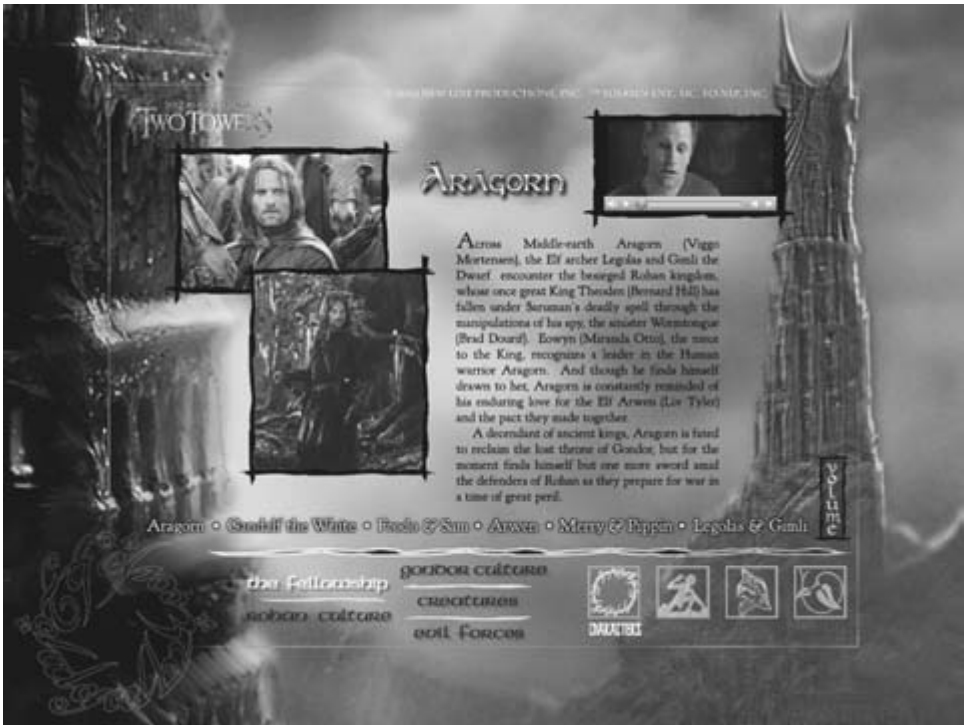 NEW LINE PRODUCTIONS, INC.
TWO TOWERS
ARAGORN
Across Middle-earth Aragorn (Viggo
Mortensen), the Elf archer Legolas and Gimli the
Dwarf encounter the besieged Rohan kingdom,
whose once great King Theoden (Bernard Hill) has
fallen under Saruman's deadly spell through the
manipulations of his spy, the sinister Wormtongue
(Brad Dourif). Eowyn (Miranda Otto), the niece
to the King, recognizes a leader in the Human
warrior Aragorn. And though he finds himself
drawn to her, Aragorn is constantly reminded of
his enduring love for the Elf Arwen (Liv Tyler)
and the pact they made together.
A decendant of ancient kings, Aragorn is fated
to reclaim the lost throne of Gondor, but for the
moment finds himself but one more sword amid
the defenders of Rohan as they prepare for war in
a time of great peril.
volume
Aragorn • Gandalf the White • Frodo & Sam • Arwen • Merry & Pippin • Legolas & Gimli
the fellowship
gondor culture
rohan culture
creatures
evil forces
CHARACTERS